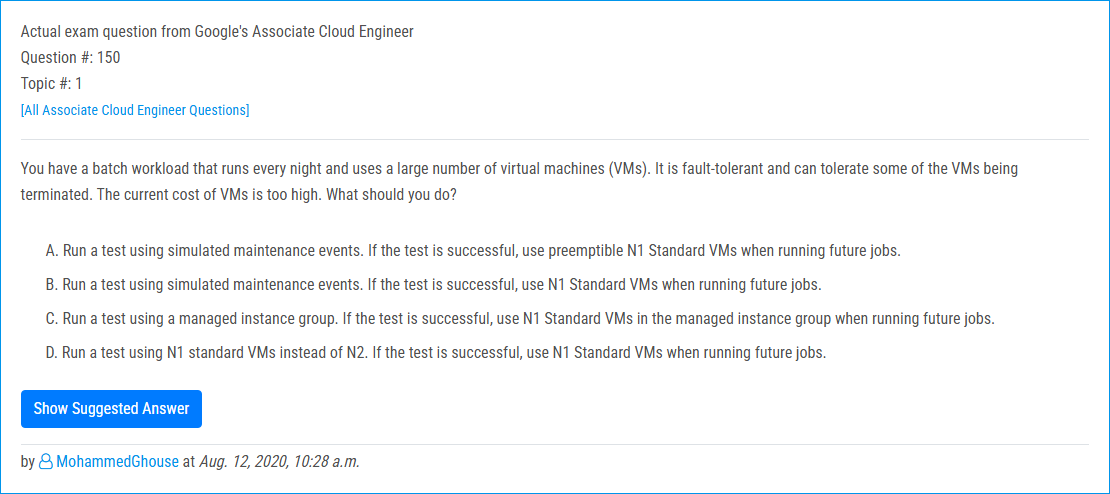 Actual exam question from Google's Associate Cloud Engineer
Question #: 150
Topic #: 1
[All Associate Cloud Engineer Questions]
You have a batch workload that runs every night and uses a large number of virtual machines (VMs). It is fault-tolerant and can tolerate some of the VMs being
terminated. The current cost of VMs is too high. What should you do?
A. Run a test using simulated maintenance events. If the test is successful, use preemptible N1 Standard VMs when running future jobs.
B. Run a test using simulated maintenance events. If the test is successful, use N1 Standard VMs when running future jobs.
C. Run a test using a managed instance group. If the test is successful, use N1 Standard VMs in the managed instance group when running future jobs.
D. Run a test using N1 standard VMs instead of N2. If the test is successful, use N1 Standard VMs when running future jobs.
Show Suggested Answer
by MohammedGhouse at Aug. 12, 2020, 10:28 a.m.